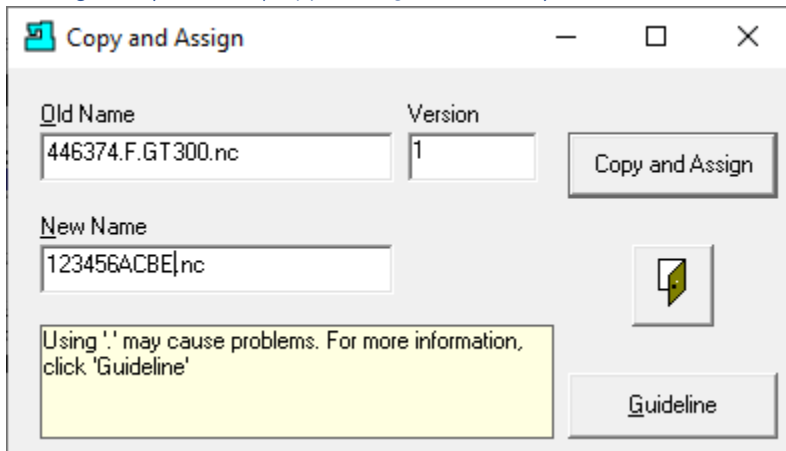 Copy and Assign
Old Name
Version
446374.F.GT300.nc
1
Copy and Assign
New Name
123456ACBE.nc
Using '.' may cause problems. For more information,
click 'Guideline'
Guideline